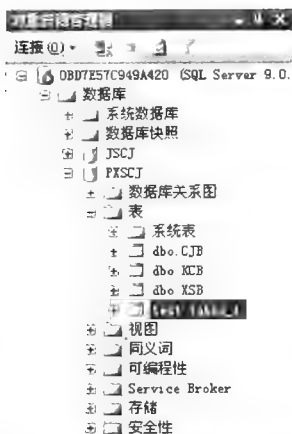 连接(O)
0BD7E57C949A420 (SQL Server 9.0.
数据库
系统数据库
数据库快照
JSCJ
PXSCJ
数据库关系图
表
系统表
dbo.CJB
dbo KCB
dbo XSB
视图
同义词
可编程性
Service Broker
存储
安全性